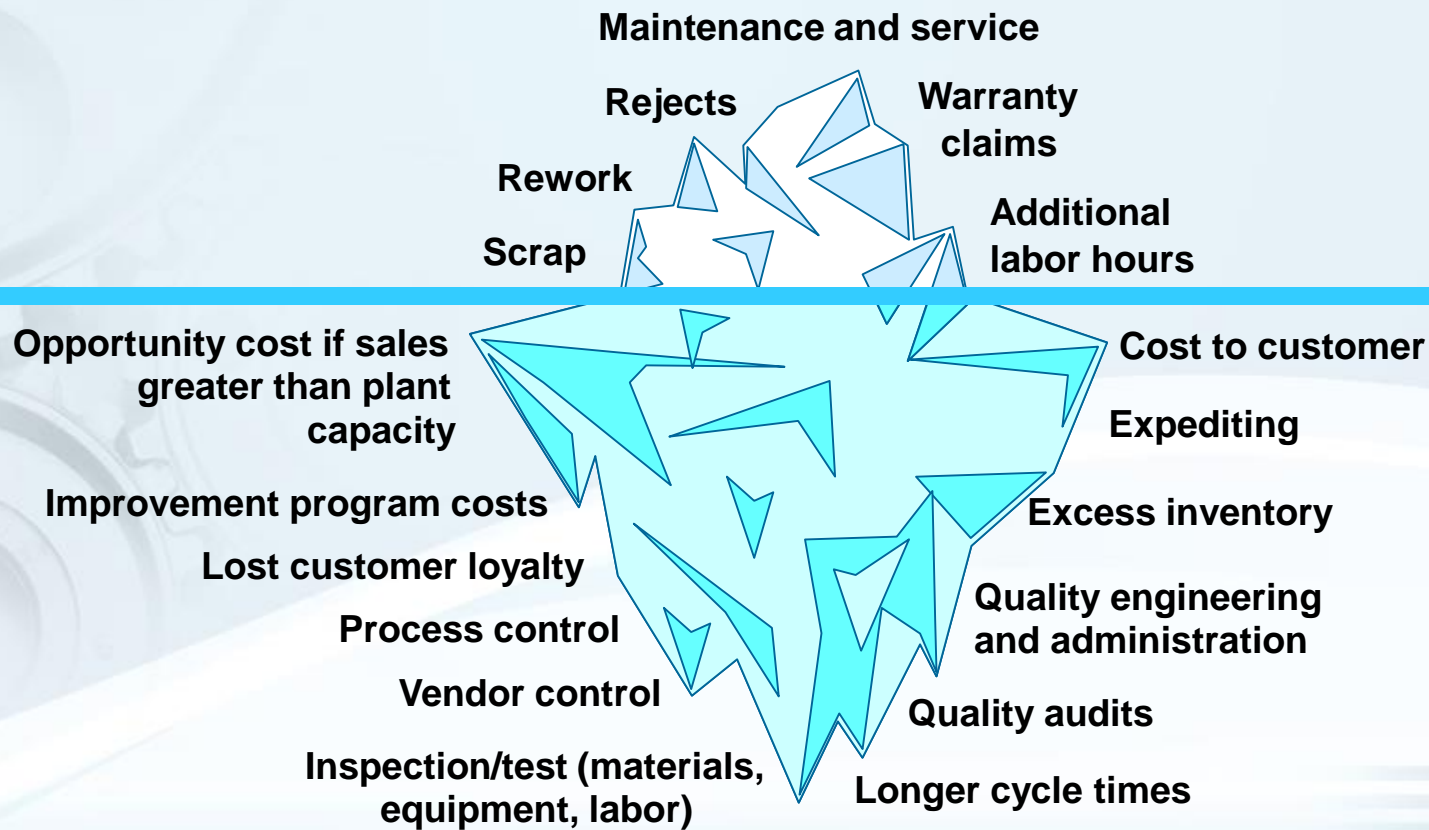 Maintenance and service
Rejects
Warranty
claims
Rework
Additional
labor hours
Scrap
Opportunity cost if sales
greater than plant
capacity
Cost to customer
Expediting
Improvement program costs
Excess inventory
Lost customer loyalty
Quality engineering
and administration
Process control
Vendor control
Quality audits
Inspection/test (materials,
equipment, labor)
Longer cycle times